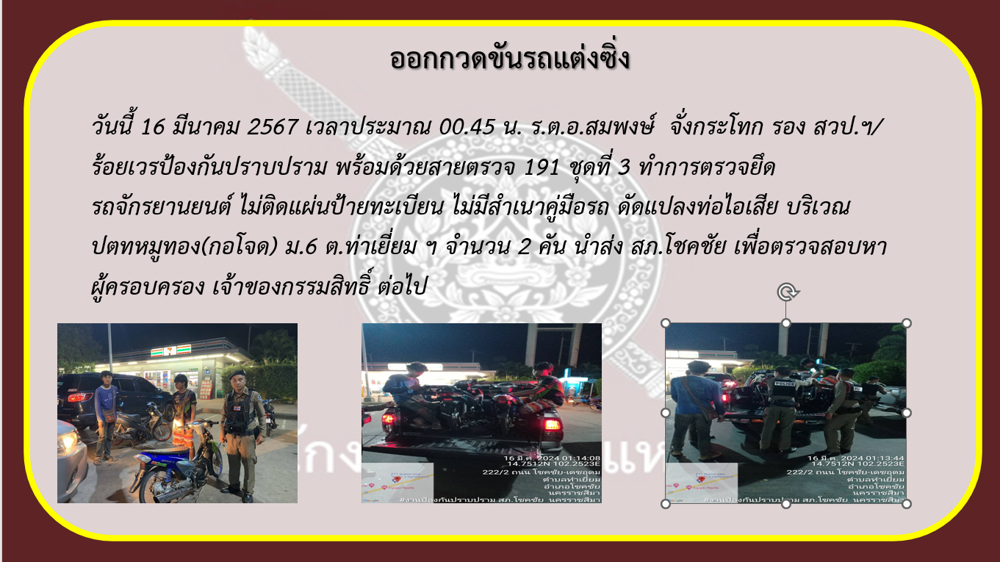 ออกกวดขันรถแต่งซิ่ง
วันนี้ 16 มีนาคม 2567 เวลาประมาณ 00.45 น. ร.ต.อ.สมพงษ์ จั่งกระโทก รอง สวป.ฯ/
ร้อยเวรป้องกันปราบปราม พร้อมด้วยสายตรวจ 191 ชุดที่ 3 ทำการตรวจยึด
รถจักรยานยนต์ ไม่ติดแผ่นป้ายทะเบียน ไม่มีสำเนาคู่มือรถ ดัดแปลงท่อไอเสีย บริเวณ
ปตทหมูทอง(กอโจด) ม.6 ต.ท่าเยี่ยม ฯ จำนวน 2 คัน นำส่ง สภ.โชคชัย เพื่อตรวจสอบหา
ผู้ครอบครอง เจ้าของกรรมสิทธิ์ ต่อไป
16 มี.ค. 2024 01:14:08
14.7512N 102.2523E
222/2 ถนน โชคชัย-เดชอุดม
ตำบลท่าเยี่ยม
อำเภอโชคชัย
นครราชสีมา
#งานป้องกันปราบปราม สภ.โชคชัย นครราชสีมา
Google
16 มี.ค. 2024 01:13:44
14.7512N 102.2523E
222/2 ถนน โชคชัย-เดชอุดม
ตำบลท่าเยี่ยม
อำเภอโชคชัย
นครราชสีมา
#งานป้องกันปราบปราม สภ.โชคชัย นครราชสีมา
POLICE
7